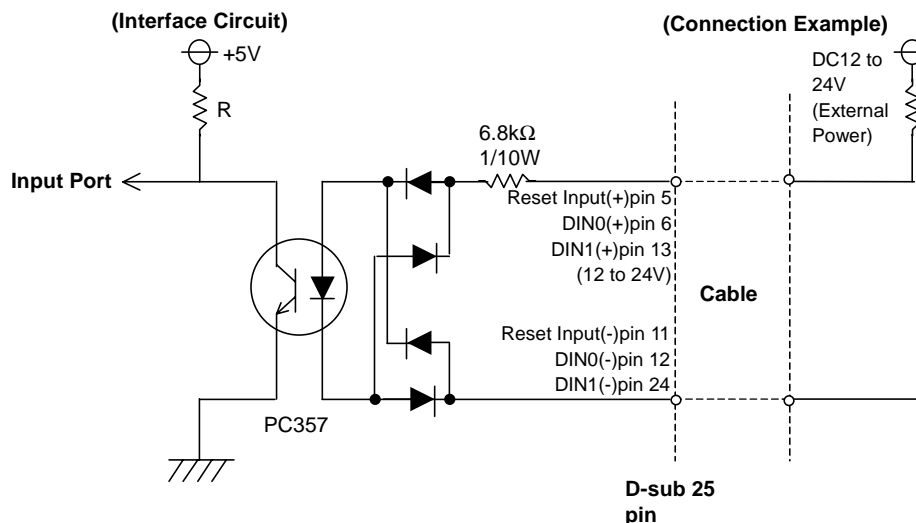 (Interface Circuit)
(Connection Example)
+5V
DC12 to
24V
(External
Power)
R
6.8kΩ
1/10W
Input Port
Reset Input(+)pin 5
DIN0(+)pin 6
DIN1(+)pin 13
(12 to 24V)
Cable
Reset Input(-)pin 11
DIN0(-)pin 12
DIN1(-)pin 24
PC357
D-sub 25
pin